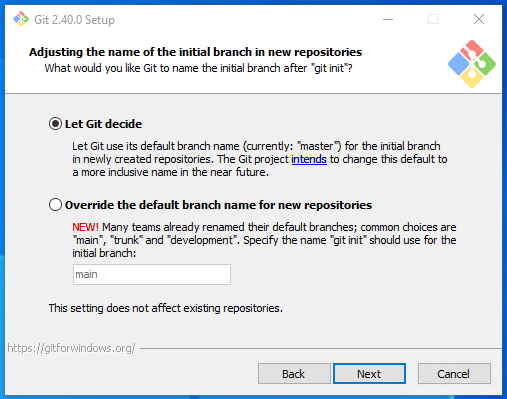 Git 2.40.0 Setup
Adjusting the name of the initial branch in new repositories
What would you like Git to name the initial branch after "git init"?
Let Git decide
Let Git use its default branch name (currently: "master") for the initial branch
in newly created repositories. The Git project intends to change this default to
a more inclusive name in the near future.
Override the default branch name for new repositories
NEW! Many teams already renamed their default branches; common choices are
"main", "trunk" and "development". Specify the name "git init" should use for the
initial branch:
main
This setting does not affect existing repositories.
https://gitforwindows.org/
Back
Next
Cancel